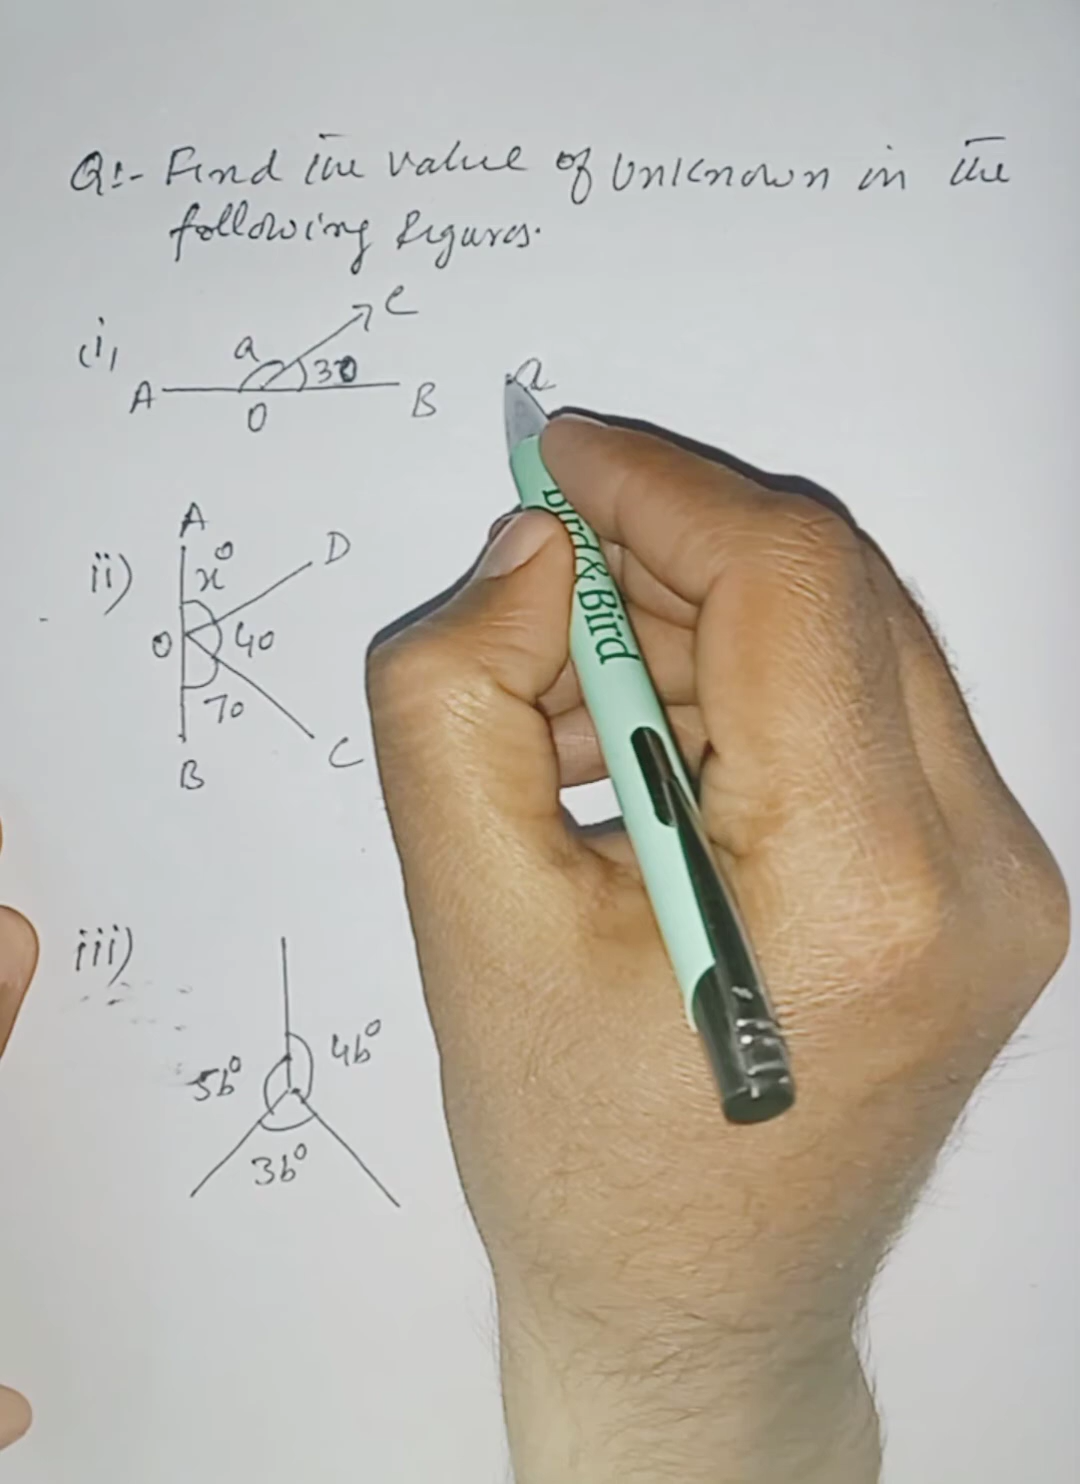 Q:- Find the value of unknown in the
following figures.
(i, a C
30
A O B
a
A
ii) x° D
O 40
70
B C
Bird & Bird
iii)
5b° 4b°
3b°